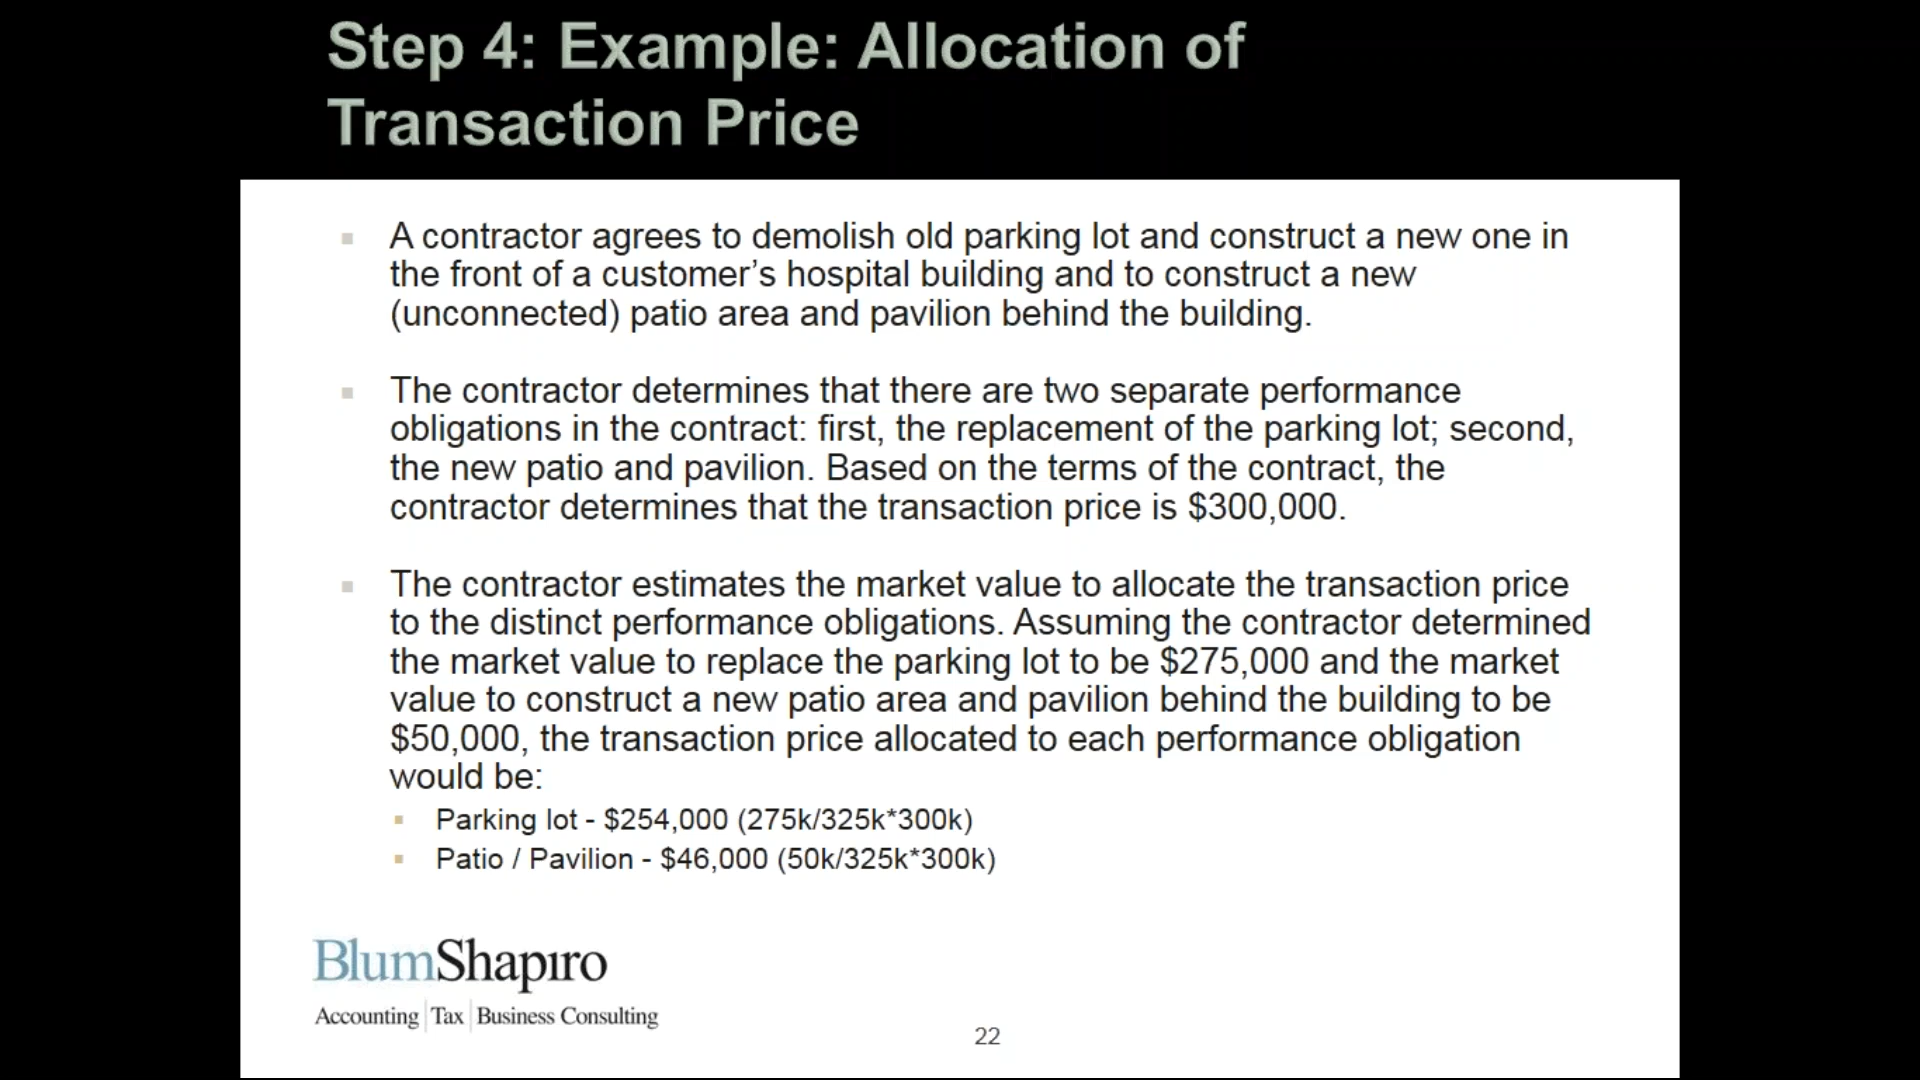 Step 4: Example: Allocation of
Transaction Price
A contractor agrees to demolish old parking lot and construct a new one in
the front of a customer’s hospital building and to construct a new
(unconnected) patio area and pavilion behind the building.
The contractor determines that there are two separate performance
obligations in the contract: first, the replacement of the parking lot; second,
the new patio and pavilion. Based on the terms of the contract, the
contractor determines that the transaction price is $300,000.
The contractor estimates the market value to allocate the transaction price
to the distinct performance obligations. Assuming the contractor determined
the market value to replace the parking lot to be $275,000 and the market
value to construct a new patio area and pavilion behind the building to be
$50,000, the transaction price allocated to each performance obligation
would be:
Parking lot - $254,000 (275k/325k*300k)
Patio / Pavilion - $46,000 (50k/325k*300k)
BlumShapiro
Accounting | Tax | Business Consulting
22